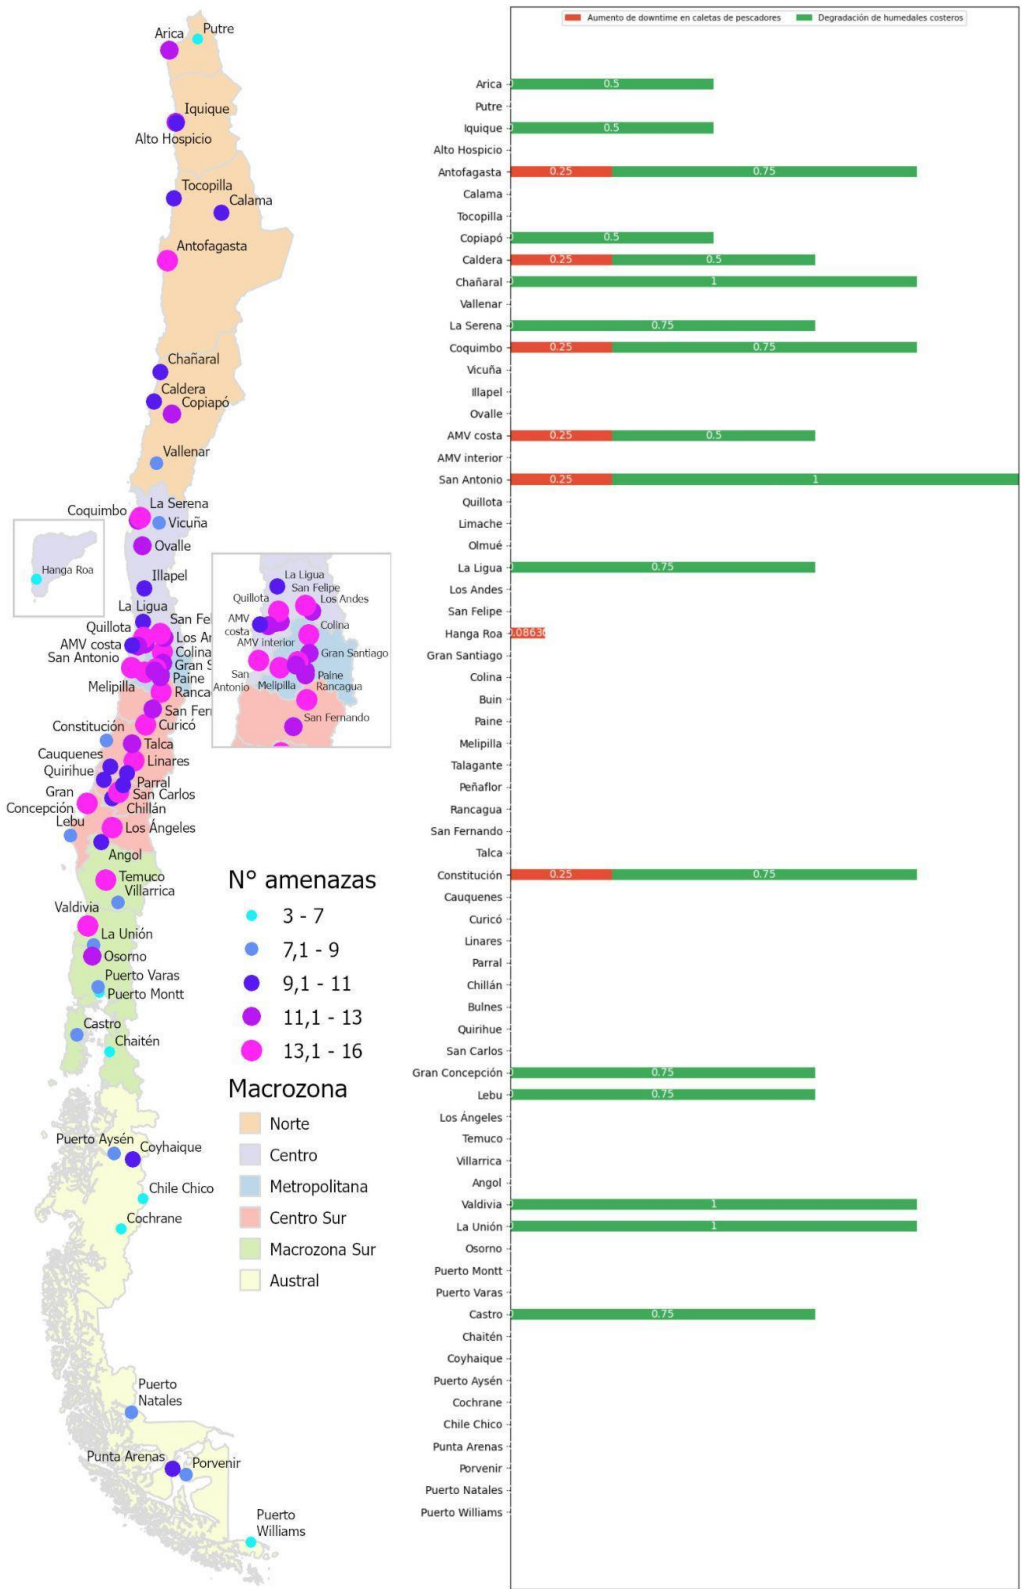 Arica
Putre
Iquique
Alto Hospicio
Tocopilla
Calama
Antofagasta
Chañaral
Caldera
Copiapó
Vallenar
La Serena
Coquimbo
Vicuña
Ovalle
Hanga Roa
Illapel
La Ligua
San Fel
Quillota
Los An
AMV costa
Colina
San Antonio
Gran S
Paine
Melipilla
Ranca
San Fer
Constitución
Curicó
Talca
Cauquenes
Linares
Quirihue
Parral
Gran
Concepción
San Carlos
Chillán
Lebu
Los Ángeles
Angol
Temuco
Villarrica
Valdivia
La Unión
Osorno
Puerto Varas
Puerto Montt
Castro
Chaitén
Puerto Aysén
Coyhaique
Chile Chico
Cochrane
Puerto
Natales
Punta Arenas
Porvenir
Puerto
Williams
La Ligua
San Felipe
Quillota
Los Andes
AMV
costa
Colina
AMV interior
Gran Santiago
San
Antonio
Melipilla
Paine
Rancagua
San Fernando
N° amenazas
3 - 7
7,1 - 9
9,1 - 11
11,1 - 13
13,1 - 16
Macrozona
Norte
Centro
Metropolitana
Centro Sur
Macrozona Sur
Austral
Aumento de downtime en caletas de pescadores Degradación de humedales costeros
Arica 0.5
Putre
Iquique 0.5
Alto Hospicio
Antofagasta 0.25 0.75
Calama
Tocopilla
Copiapó 0.5
Caldera 0.25 0.5
Chañaral 1
Vallenar
La Serena 0.75
Coquimbo 0.25 0.75
Vicuña
Illapel
Ovalle
AMV costa 0.25 0.5
AMV interior
San Antonio 0.25 1
Quillota
Limache
Olmué
La Ligua 0.75
Los Andes
San Felipe
Hanga Roa
Gran Santiago
Colina
Buin
Paine
Melipilla
Talagante
Peñaflor
Rancagua
San Fernando
Talca
Constitución 0.25 0.75
Cauquenes
Curicó
Linares
Parral
Chillán
Bulnes
Quirihue
San Carlos
Gran Concepción 0.75
Lebu 0.75
Los Ángeles
Temuco
Villarrica
Angol
Valdivia 1
La Unión 1
Osorno
Puerto Montt
Puerto Varas
Castro 0.75
Chaitén
Coyhaique
Puerto Aysén
Cochrane
Chile Chico
Punta Arenas
Porvenir
Puerto Natales
Puerto Williams